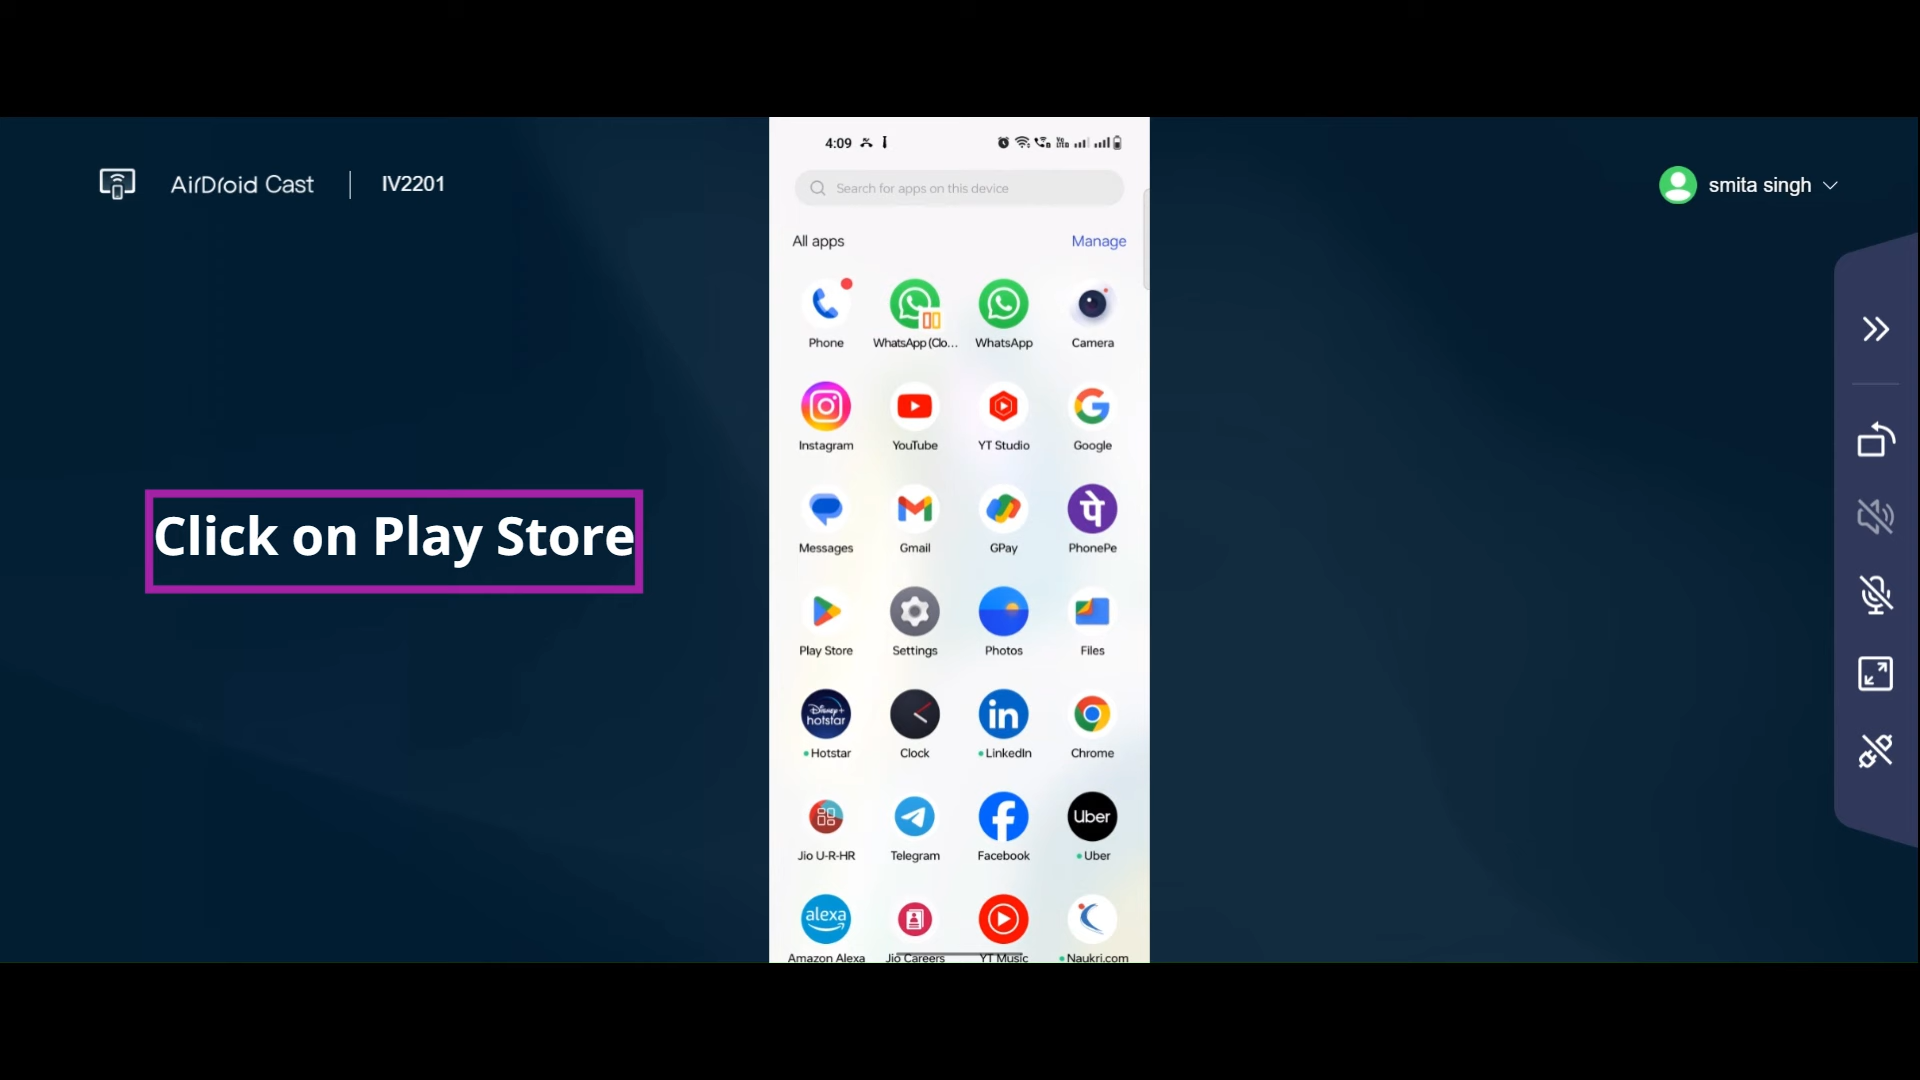 4:09
AirDroid Cast | IV2201
smita singh
Search for apps on this device
All apps
Manage
Phone
WhatsApp (Clo...
WhatsApp
Camera
Instagram
YouTube
YT Studio
Google
Click on Play Store
Messages
Gmail
GPay
पे
PhonePe
Play Store
Settings
Photos
Files
Disney+
hotstar
in
Hotstar
Clock
LinkedIn
Chrome
Uber
Jio U-R-HR
Telegram
Facebook
Uber
alexa
Amazon Alexa
Jio Careers
YT Music
Naukri.com